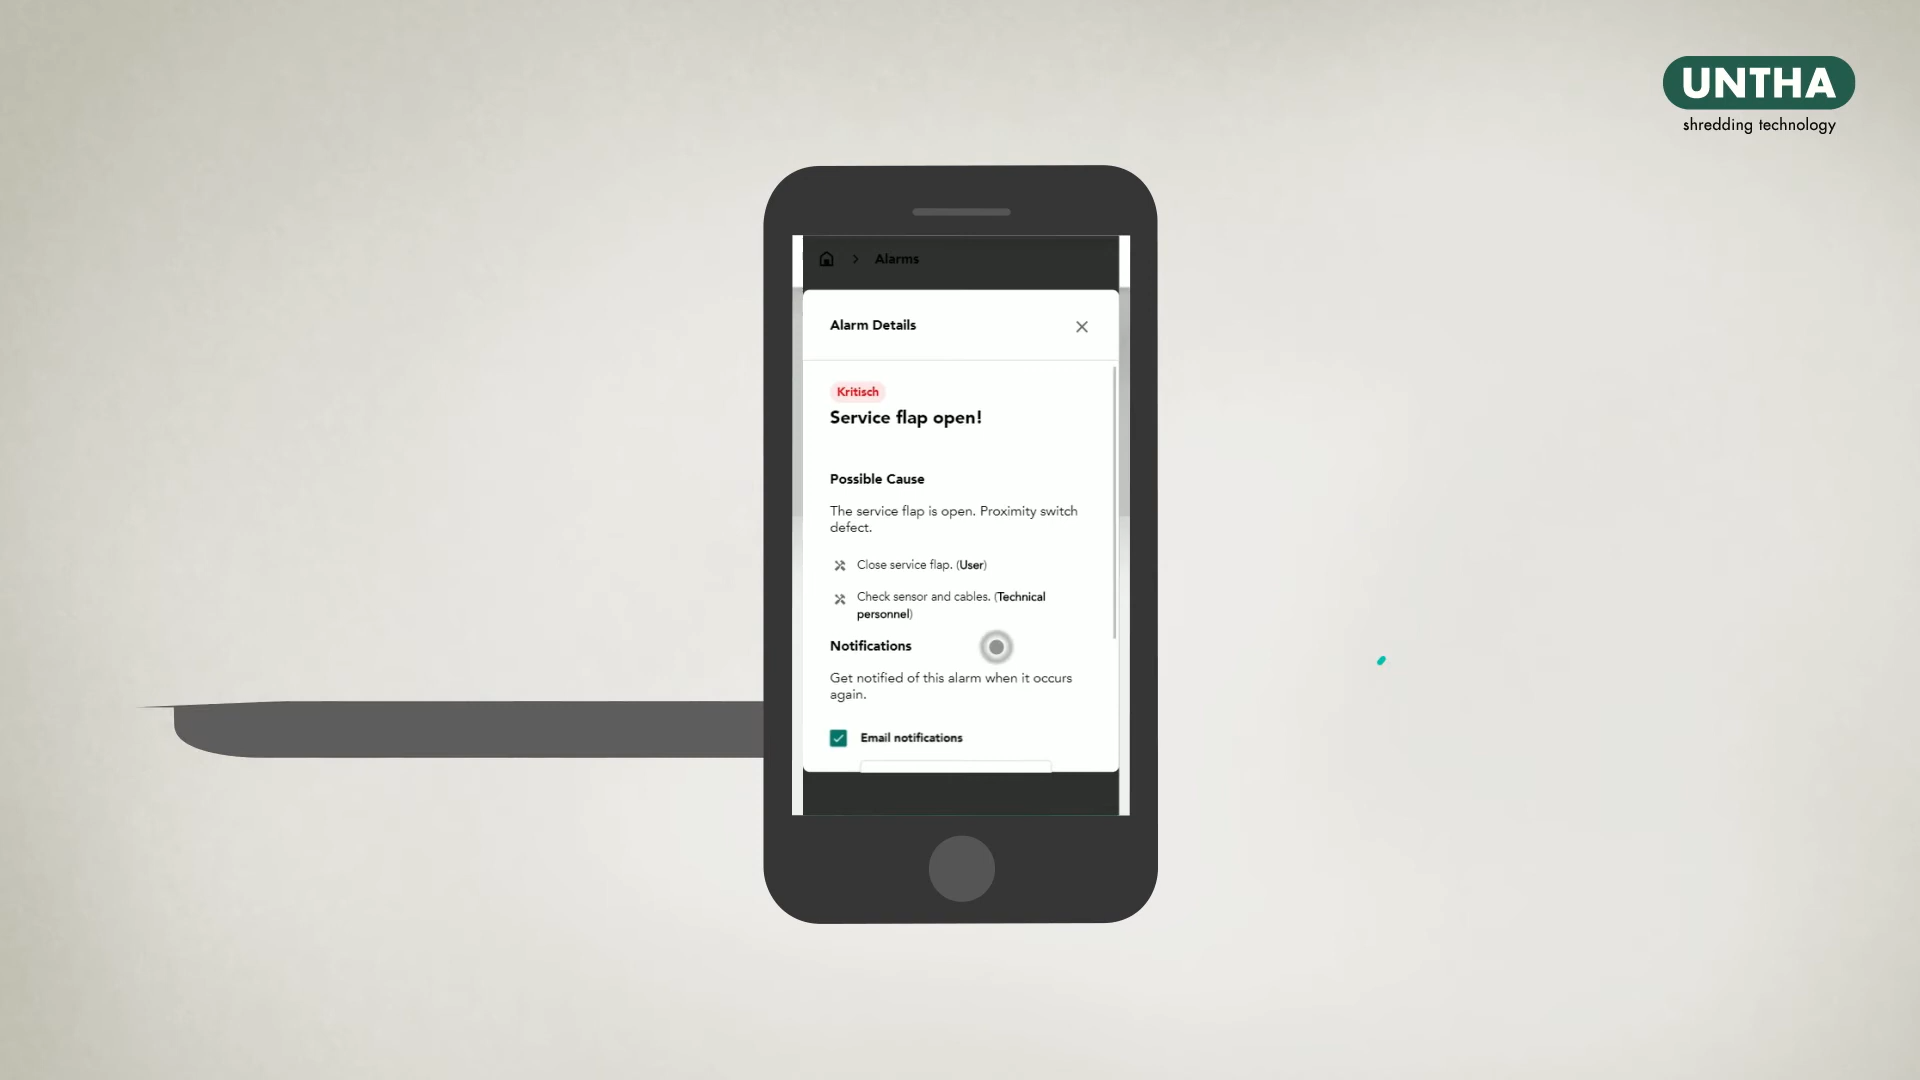 UNTHA
shredding technology
Alarms
Alarm Details
Kritisch
Service flap open!
Possible Cause
The service flap is open. Proximity switch
defect.
Close service flap. (User)
Check sensor and cables. (Technical
personnel)
Notifications
Get notified of this alarm when it occurs
again.
Email notifications